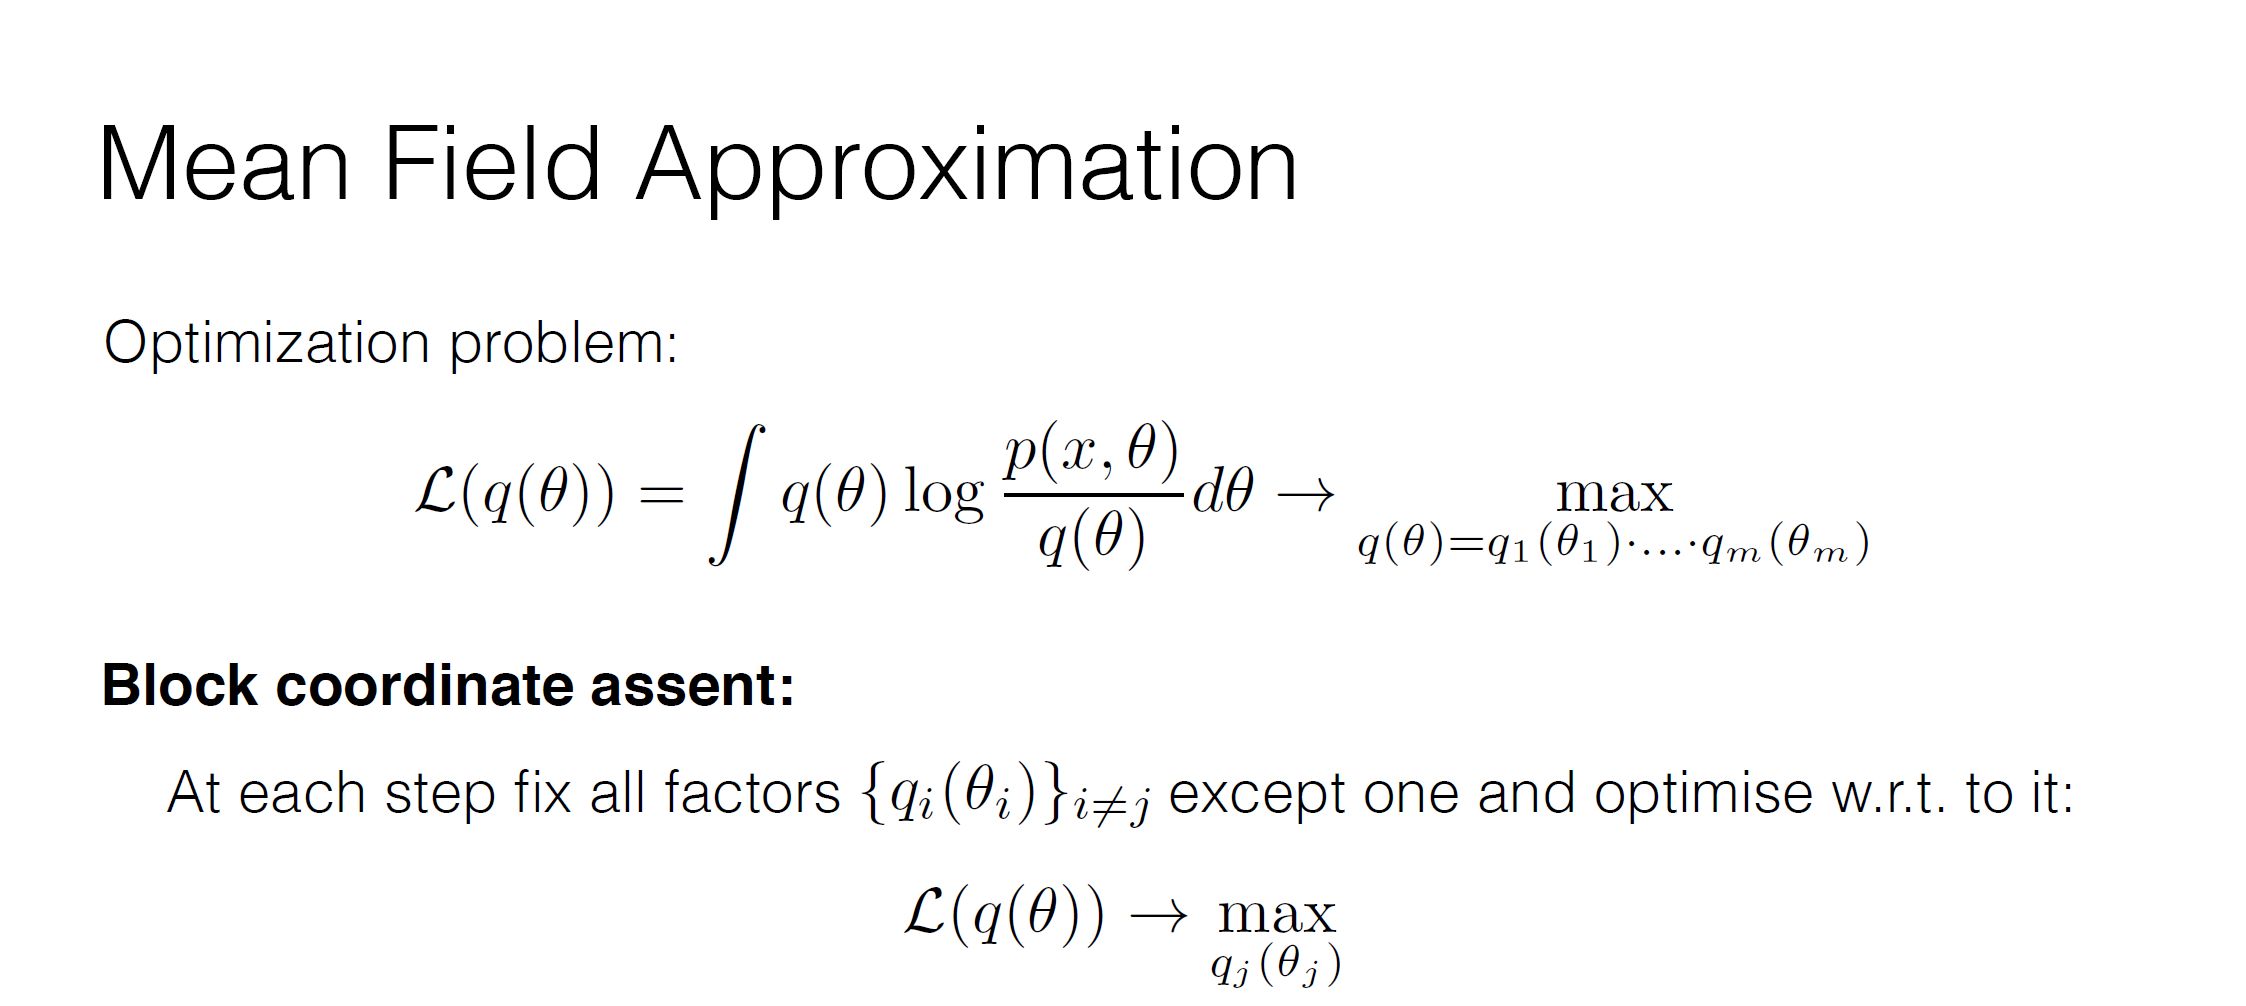 Mean Field Approximation
Optimization problem:
$\mathcal{L}(q(\theta)) = \int q(\theta) \log \frac{p(x, \theta)}{q(\theta)} d\theta \to \max_{q(\theta)=q_1(\theta_1)\cdot\ldots\cdot q_m(\theta_m)}$
Block coordinate assent:
At each step fix all factors $\{q_i(\theta_i)\}_{i \neq j}$ except one and optimise w.r.t. to it:
$\mathcal{L}(q(\theta)) \to \max_{q_j(\theta_j)}$